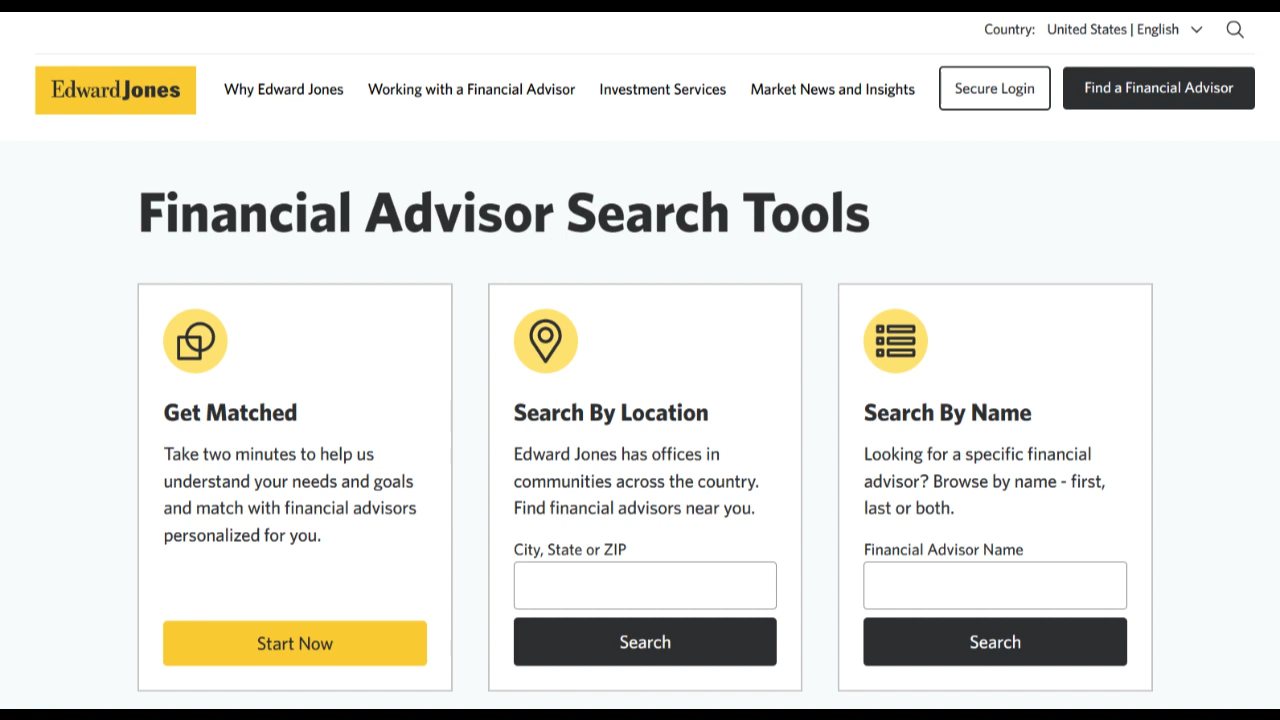 Country: United States | English
EdwardJones
Why Edward Jones Working with a Financial Advisor Investment Services Market News and Insights Secure Login Find a Financial Advisor
Financial Advisor Search Tools
Get Matched
Take two minutes to help us
understand your needs and goals
and match with financial advisors
personalized for you.
Start Now
Search By Location
Edward Jones has offices in
communities across the country.
Find financial advisors near you.
City, State or ZIP
Search
Search By Name
Looking for a specific financial
advisor? Browse by name - first,
last or both.
Financial Advisor Name
Search